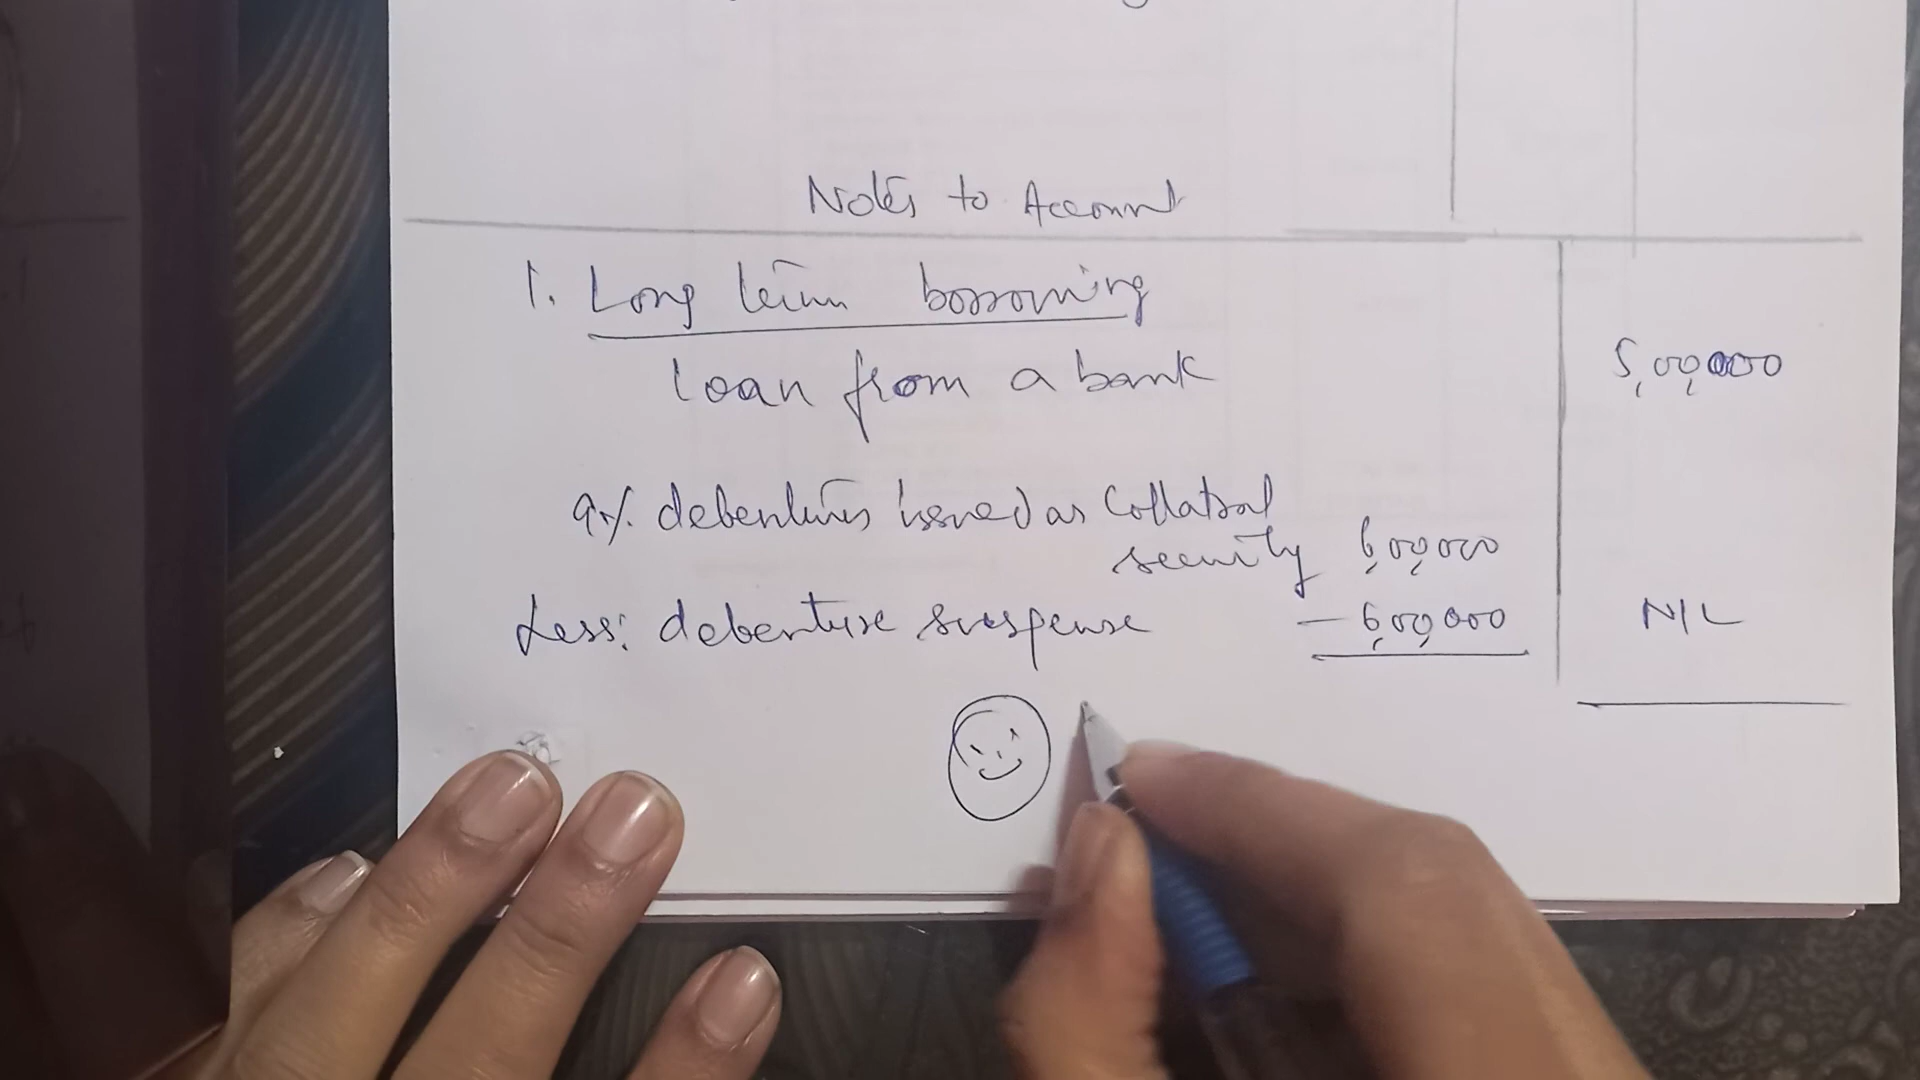 Notes to Account
1. Long term borrowing
5,00,000
loan from a bank
9% debentures issued as Collateral
security 6,00,000
Less: debenture suspense - 6,00,000 NIL